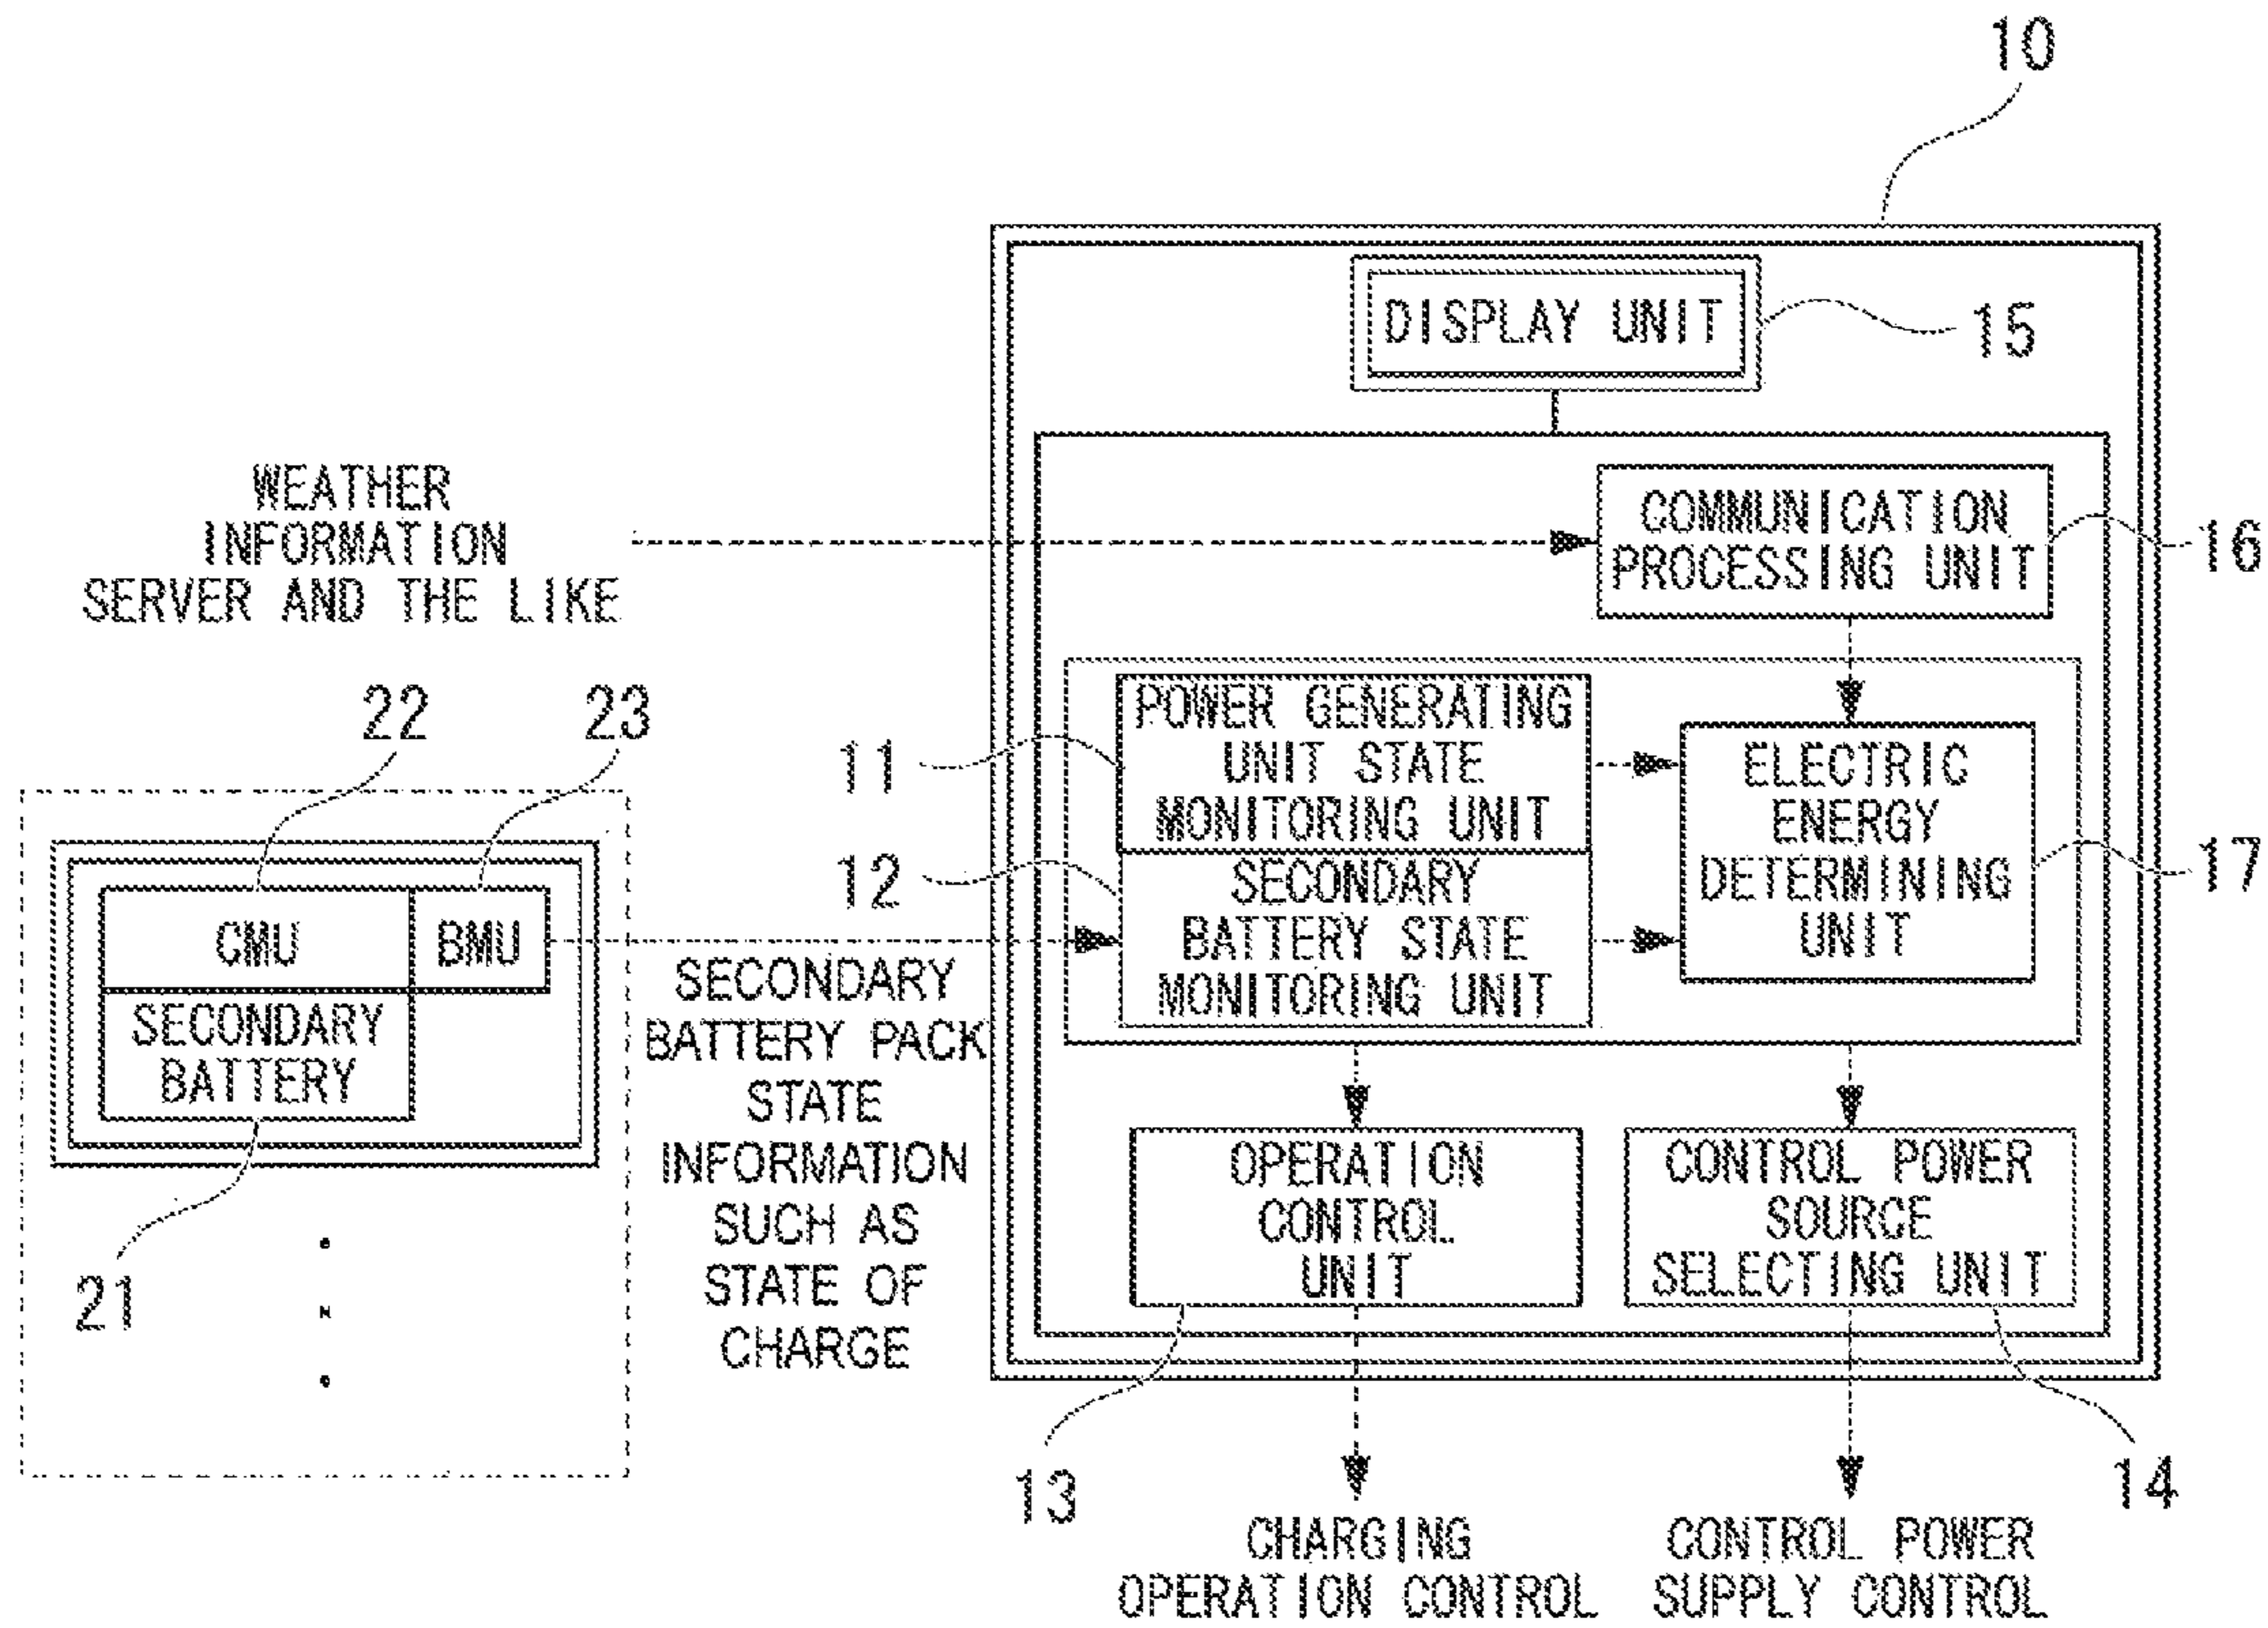 10
DISPLAY UNIT
15
WEATHER
INFORMATION
SERVER AND THE LIKE
COMMUNICATION
PROCESSING UNIT
16
22
23
11
POWER GENERATING
UNIT STATE
MONITORING UNIT
ELECTRIC
ENERGY
DETERMINING
UNIT
17
12
SECONDARY
BATTERY STATE
MONITORING UNIT
CMU
BMU
SECONDARY
BATTERY
21
SECONDARY
BATTERY PACK
STATE
INFORMATION
SUCH AS
STATE OF
CHARGE
OPERATION
CONTROL
UNIT
CONTROL POWER
SOURCE
SELECTING UNIT
13
14
CHARGING
OPERATION CONTROL
CONTROL POWER
SUPPLY CONTROL